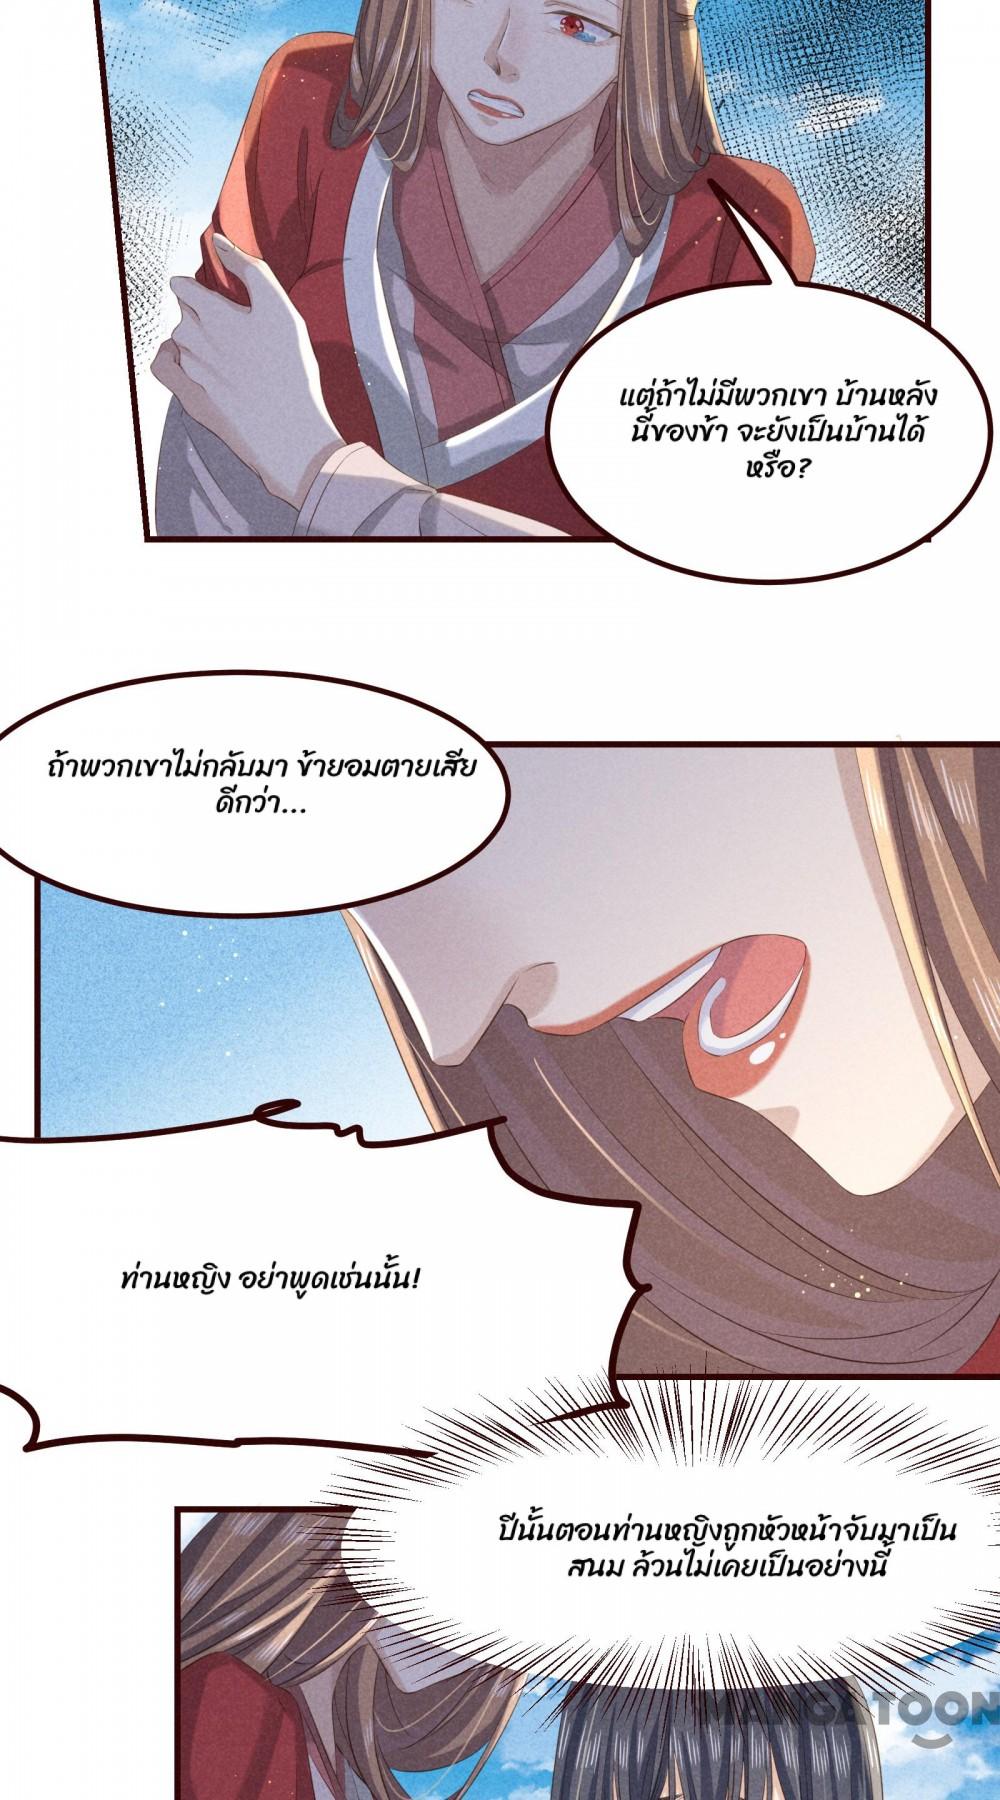 แต่ถ้าไม่มีพวกเขา บ้านหลัง
นี้ของข้า จะยังเป็นบ้านได้
หรือ?
ถ้าพวกเขาไม่กลับมา ข้ายอมตายเสีย
ดีกว่า...
ท่านหญิง อย่าพูดเช่นนั้น!
ปีนั้นตอนท่านหญิงถูกหัวหน้าจับมาเป็น
สนม ล้วนไม่เคยเป็นอย่างนี้
MANGATOON